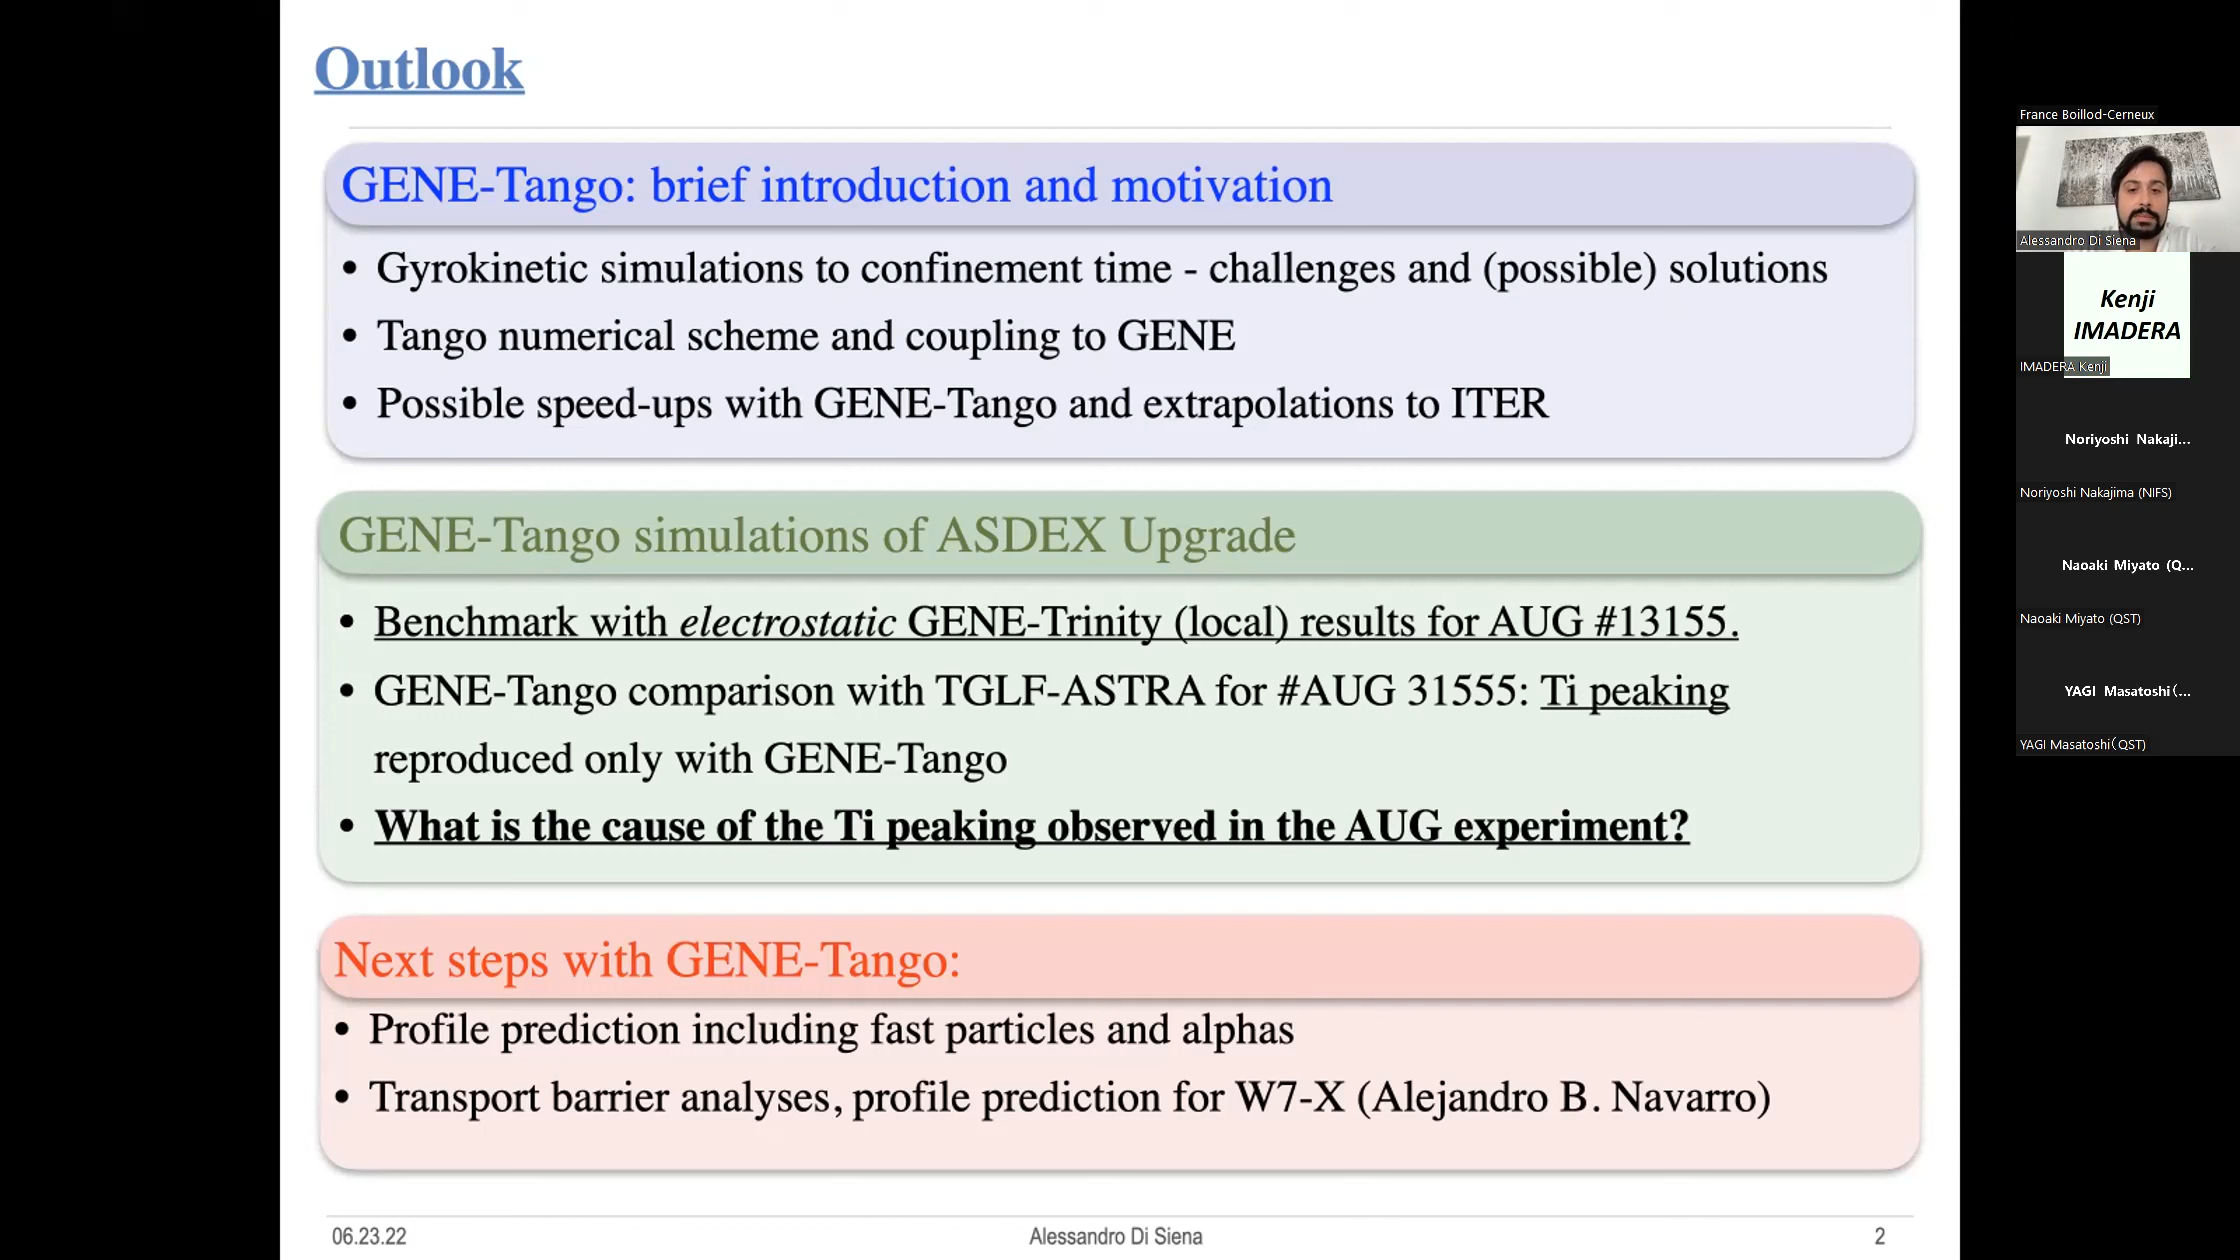 Outlook
GENE-Tango: brief introduction and motivation
• Gyrokinetic simulations to confinement time - challenges and (possible) solutions
• Tango numerical scheme and coupling to GENE
• Possible speed-ups with GENE-Tango and extrapolations to ITER
GENE-Tango simulations of ASDEX Upgrade
• Benchmark with electrostatic GENE-Trinity (local) results for AUG #13155.
• GENE-Tango comparison with TGLF-ASTRA for #AUG 31555: Ti peaking
reproduced only with GENE-Tango
• What is the cause of the Ti peaking observed in the AUG experiment?
Next steps with GENE-Tango:
• Profile prediction including fast particles and alphas
• Transport barrier analyses, profile prediction for W7-X (Alejandro B. Navarro)
06.23.22
Alessandro Di Siena
2
France Boillod-Cerneux
Alessandro Di Siena
Kenji
IMADERA
IMADERA Kenji
Noriyoshi Nakaji...
Noriyoshi Nakajima (NIFS)
Naoaki Miyato (Q...
Naoaki Miyato (QST)
YAGI Masatoshi(...
YAGI Masatoshi(QST)